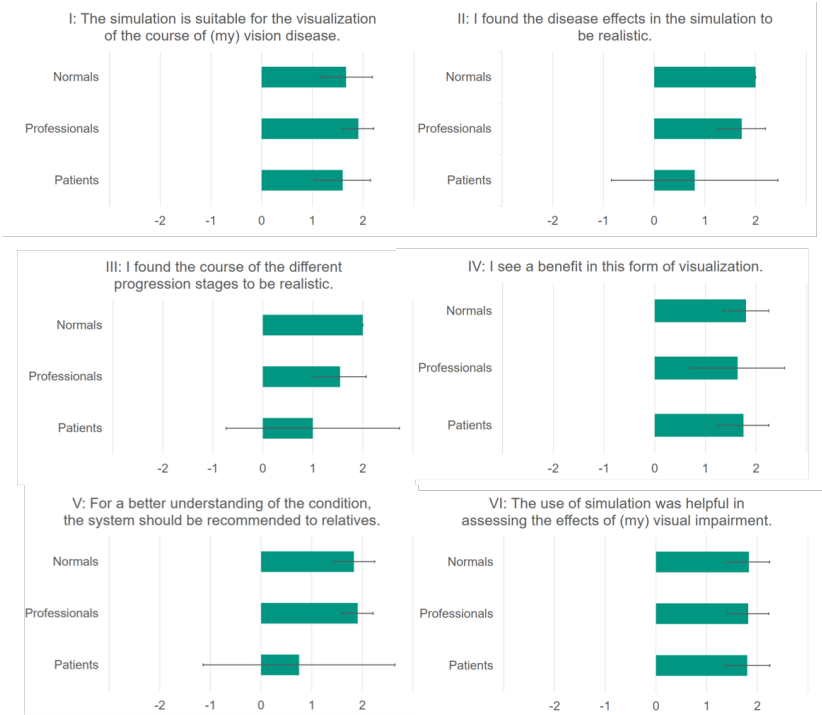 I: The simulation is suitable for the visualization
of the course of (my) vision disease.
Normals
Professionals
Patients
-2 -1 0 1 2
II: I found the disease effects in the simulation to
be realistic.
Normals
Professionals
Patients
-2 -1 0 1 2
III: I found the course of the different
progression stages to be realistic.
Normals
Professionals
Patients
-2 -1 0 1 2
IV: I see a benefit in this form of visualization.
Normals
Professionals
Patients
-2 -1 0 1 2
V: For a better understanding of the condition,
the system should be recommended to relatives.
Normals
Professionals
Patients
-2 -1 0 1 2
VI: The use of simulation was helpful in
assessing the effects of (my) visual impairment.
Normals
Professionals
Patients
-2 -1 0 1 2